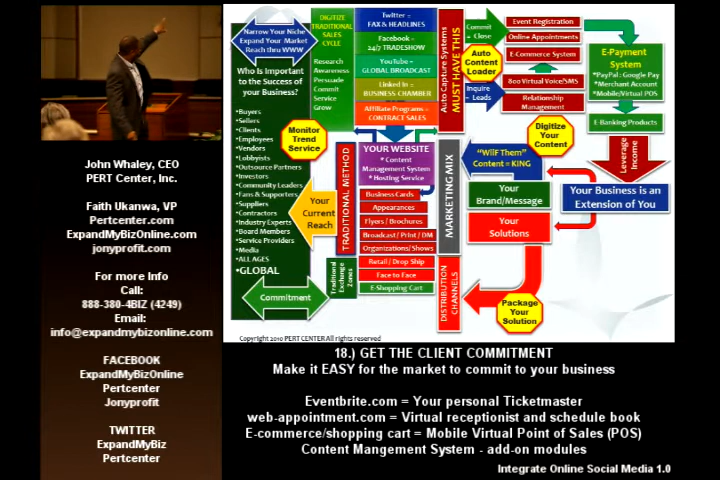 John Whaley, CEO
PERT Center, Inc.
Faith Ukanwa, VP
Pertcenter.com
ExpandMyBizOnline.com
jonyprofit.com
For more Info
Call:
888-380-4BIZ (4249)
Email:
info@expandmybizonline.com
FACEBOOK
ExpandMyBizOnline
Pertcenter
Jonyprofit
TWITTER
ExpandMyBiz
Pertcenter
Narrow Your Niche
Expand Your Market
Reach thru WWW
Who Is Important
to the Success of
your Business?
•Buyers
•Sellers
•Clients
•Employees
•Vendors
•Lobbyists
•Outsource Partners
•Investors
•Community Leaders
•Fans & Supporters
•Suppliers
•Contractors
•Industry Experts
•Board Members
•Service Providers
•Media
•ALL AGES
•GLOBAL
Commitment
DIGITIZE
TRADITIONAL
SALES
CYCLE
Research
Awareness
Persuade
Commit
Service
Grow
Monitor
Trend
Service
Your
Current
Reach
Twitter =
FAX & HEADLINES
Facebook =
24/7 TRADESHOW
YouTube =
GLOBAL BROADCAST
Linked In =
BUSINESS CHAMBER
Affiliate Programs =
CONTRACT SALES
Auto Capture Systems
MUST HAVE THIS
TRADITIONAL METHOD
YOUR WEBSITE
* Content
Management System
* Hosting Service
Business Cards
Appearances
Flyers / Brochures
Broadcast / Print / DM
Organizations/Shows
Traditional
Exchange
Zones
Retail / Drop Ship
Face to Face
E-Shopping Cart
MARKETING MIX
DISTRIBUTION
CHANNELS
Commit
= Close
Auto
Content
Loader
Inquire
= Leads
Event Registration
Online Appointments
E-Commerce System
800 Virtual Voice/SMS
Relationship
Management
E-Payment
System
*PayPal: Google Pay
*Merchant Account
*Mobile/Virtual POS
E-Banking Products
Leverage
Income
Digitize
Your
Content
"WiiF Them"
Content = KING
Your
Brand/Message
Your
Solutions
Your Business is an
Extension of You
Package
Your
Solution
Copyright 2010 PERT CENTER All rights reserved
18.) GET THE CLIENT COMMITMENT
Make it EASY for the market to commit to your business
Eventbrite.com = Your personal Ticketmaster
web-appointment.com = Virtual receptionist and schedule book
E-commerce/shopping cart = Mobile Virtual Point of Sales (POS)
Content Mangement System - add-on modules
Integrate Online Social Media 1.0